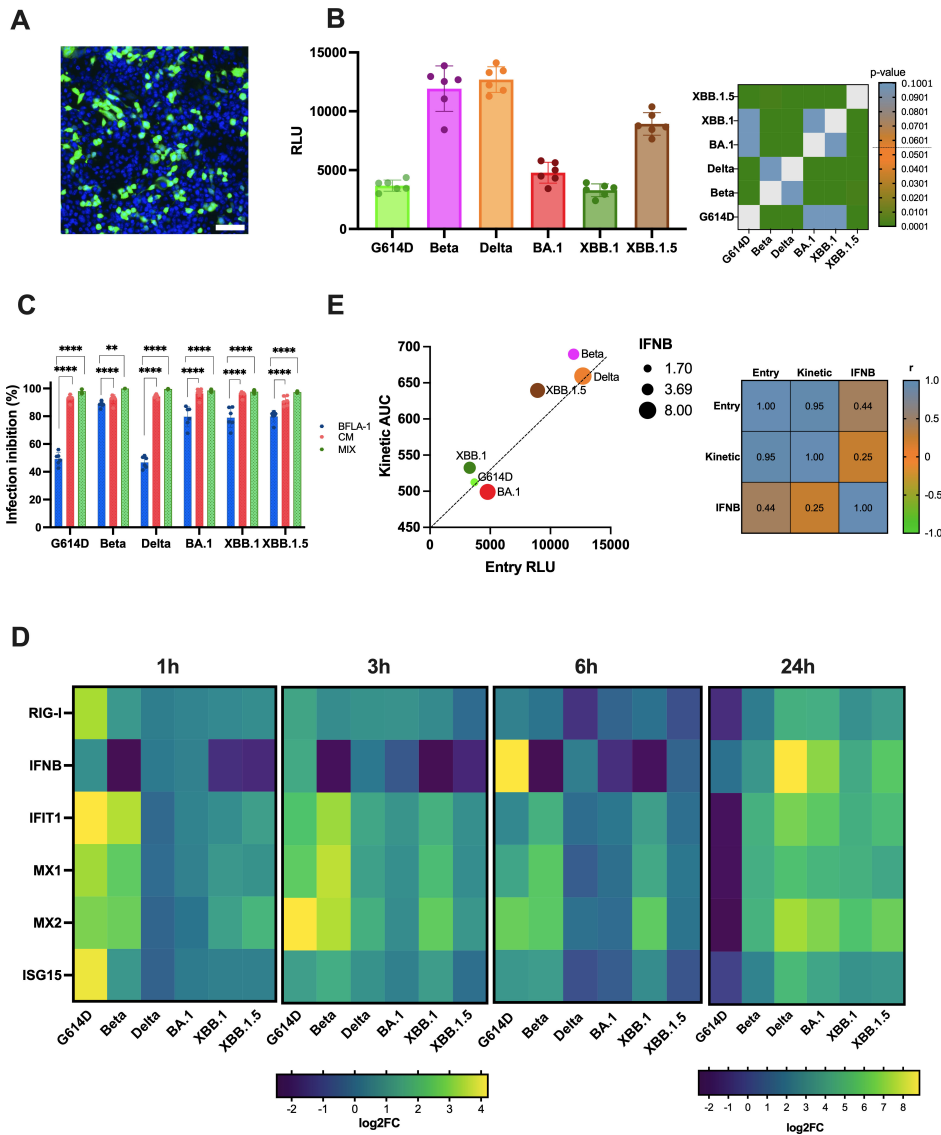 A
B
15000
10000
5000
0
RLU
G614D Beta Delta BA.1 XBB.1 XBB.1.5
p-value
XBB.1.5
XBB.1
BA.1
Delta
Beta
G614D
G614D Beta Delta BA.1 XBB.1 XBB.1.5
0.1001
0.0901
0.0801
0.0701
0.0601
0.0501
0.0401
0.0301
0.0201
0.0101
0.0001
C
**** ** **** **** **** ****
**** **** **** **** ****
100
80
60
40
20
0
Infection inibition (%)
G614D Beta Delta BA.1 XBB.1 XBB.1.5
BFLA-1
CM
MIX
E
700
650
600
550
500
450
Kinetic AUC
0 5000 10000 15000
Entry RLU
Beta
Delta
XBB.1.5
XBB.1
G614D
BA.1
IFNB
1.70
3.69
8.00
Entry Kinetic IFNB
Entry 1.00 0.95 0.44
Kinetic 0.95 1.00 0.25
IFNB 0.44 0.25 1.00
r
1.0
0.5
0
-0.5
-1.0
D
1h 3h 6h 24h
RIG-I
IFNB
IFIT1
MX1
MX2
ISG15
G614D Beta Delta BA.1 XBB.1 XBB.1.5 G614D Beta Delta BA.1 XBB.1 XBB.1.5 G614D Beta Delta BA.1 XBB.1 XBB.1.5 G614D Beta Delta BA.1 XBB.1 XBB.1.5
-2 -1 0 1 2 3 4
log2FC
-2 -1 0 1 2 3 4 5 6 7 8
log2FC